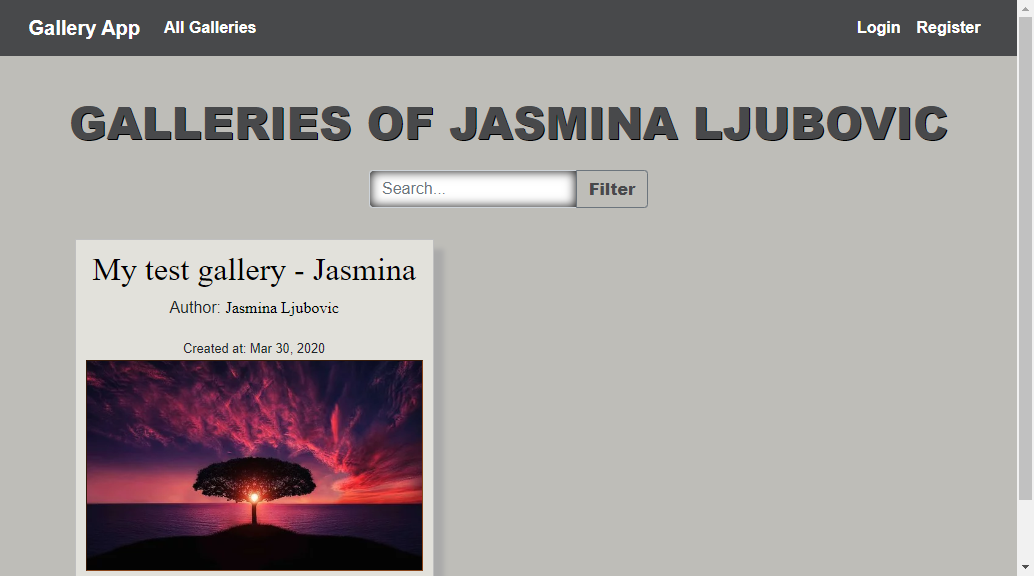 Gallery App All Galleries Login Register
GALLERIES OF JASMINA LJUBOVIC
Search... Filter
My test gallery - Jasmina
Author: Jasmina Ljubovic
Created at: Mar 30, 2020